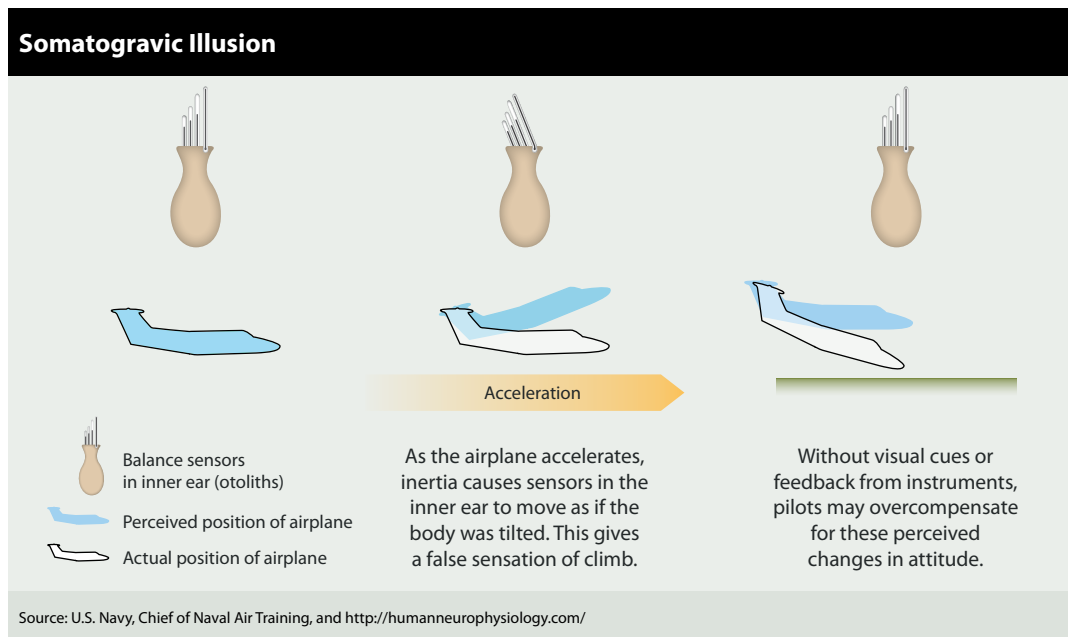 Somatogravic Illusion
Acceleration
Balance sensors
in inner ear (otoliths)
Perceived position of airplane
Actual position of airplane
As the airplane accelerates,
inertia causes sensors in the
inner ear to move as if the
body was tilted. This gives
a false sensation of climb.
Without visual cues or
feedback from instruments,
pilots may overcompensate
for these perceived
changes in attitude.
Source: U.S. Navy, Chief of Naval Air Training, and http://humanneurophysiology.com/